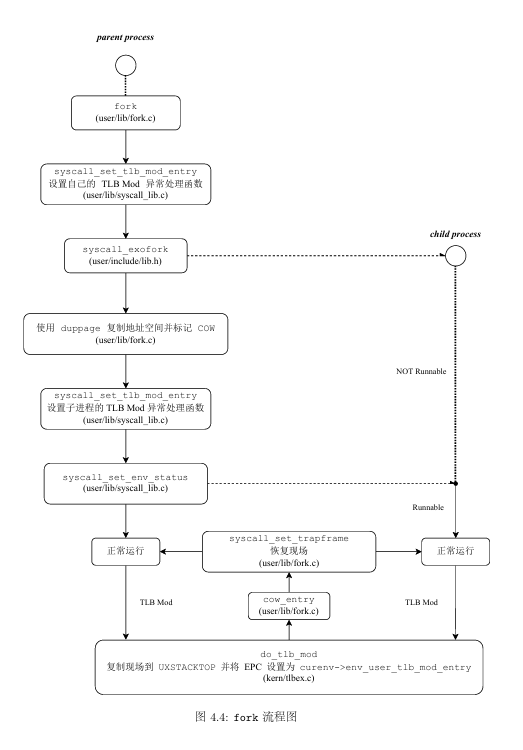 parent process
fork
(user/lib/fork.c)
syscall_set_tlb_mod_entry
设置自己的 TLB Mod 异常处理函数
(user/lib/syscall_lib.c)
child process
syscall_exofork
(user/include/lib.h)
使用 duppage 复制地址空间并标记 COW
(user/lib/fork.c)
NOT Runnable
syscall_set_tlb_mod_entry
设置子进程的 TLB Mod 异常处理函数
(user/lib/syscall_lib.c)
syscall_set_env_status
(user/lib/syscall_lib.c)
Runnable
正常运行
syscall_set_trapframe
恢复现场
(user/lib/fork.c)
正常运行
TLB Mod
cow_entry
(user/lib/fork.c)
TLB Mod
do_tlb_mod
复制现场到 UXSTACKTOP 并将 EPC 设置为 curenv->env_user_tlb_mod_entry
(kern/tlbex.c)
图 4.4: fork 流程图